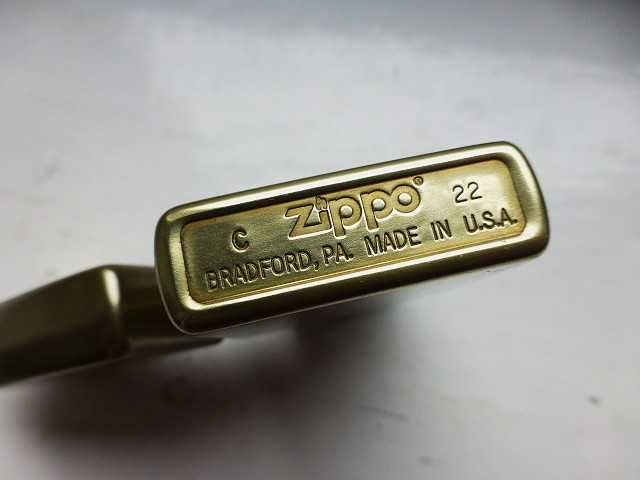 C Zippo® 22
BRADFORD, PA. MADE IN U.S.A.